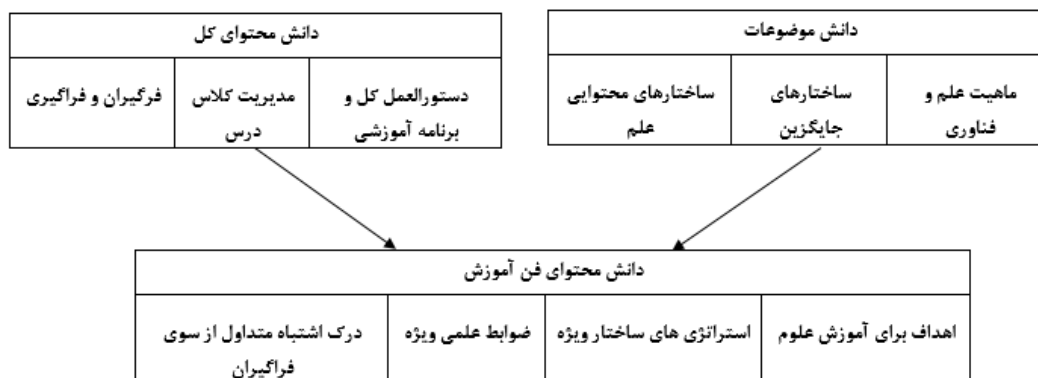 دانش موضوعات
ماهیت علم و
فناوری
ساختارهای
جایگزین
ساختارهای محتوایی
علم
دانش محتوای کل
دستورالعمل کل و
برنامه آموزشی
مدیریت کلاس
درس
فرگیران و فراگیری
دانش محتوای فن آموزش
اهداف برای آموزش علوم
استراتژی های ساختار ویژه
ضوابط علمی ویژه
درک اشتباه متداول از سوی
فراگیران